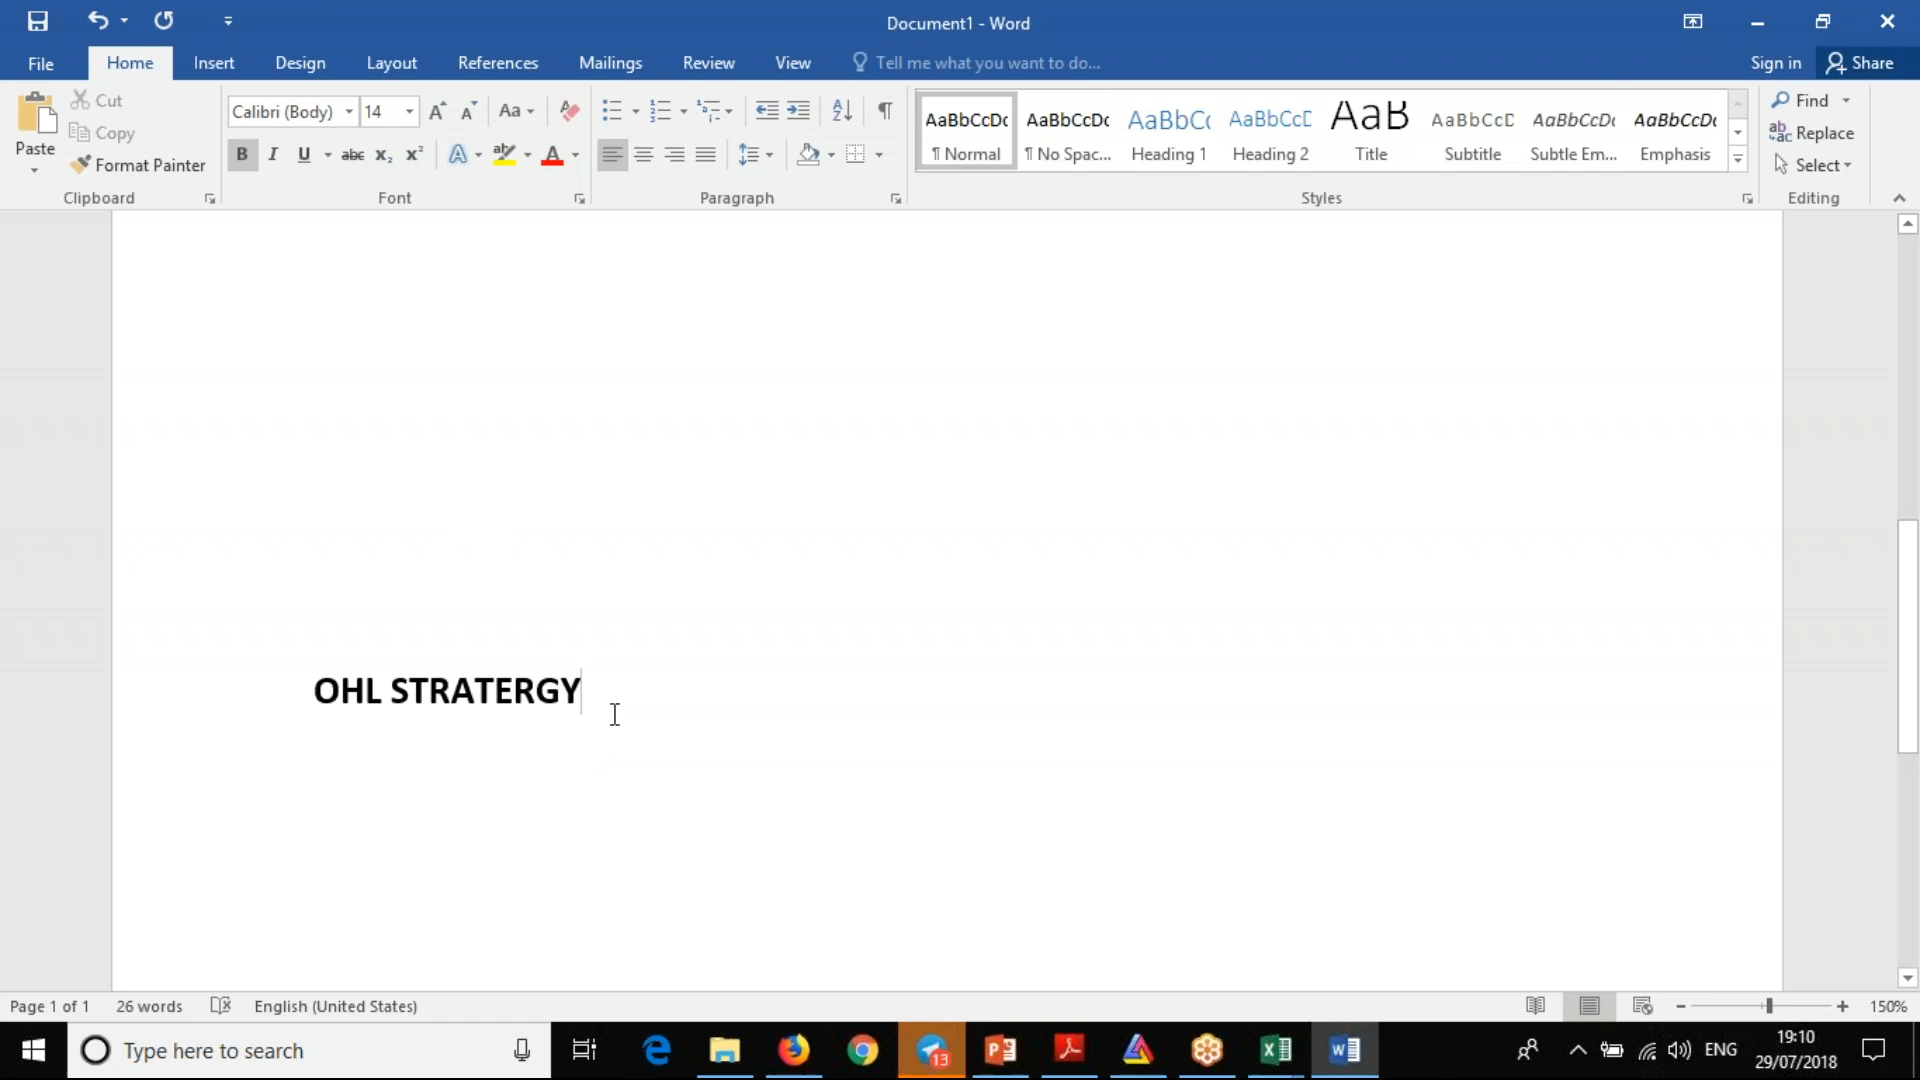 Document1 - Word
File Home Insert Design Layout References Mailings Review View Tell me what you want to do... Sign in Share
Paste Cut Copy Format Painter
Calibri (Body) 14 Aa
B I U abc X₂ X² A ab A
AaBbCcDc AaBbCcDc AaBbCc AaBbCcD AaB AaBbCcD AaBbCcDc AaBbCcDc
¶ Normal ¶ No Spac... Heading 1 Heading 2 Title Subtitle Subtle Em... Emphasis
Find
Replace
Select
Clipboard Font Paragraph Styles Editing
OHL STRATERGY
Page 1 of 1 26 words English (United States) 150%
Type here to search
13
ENG
19:10
29/07/2018